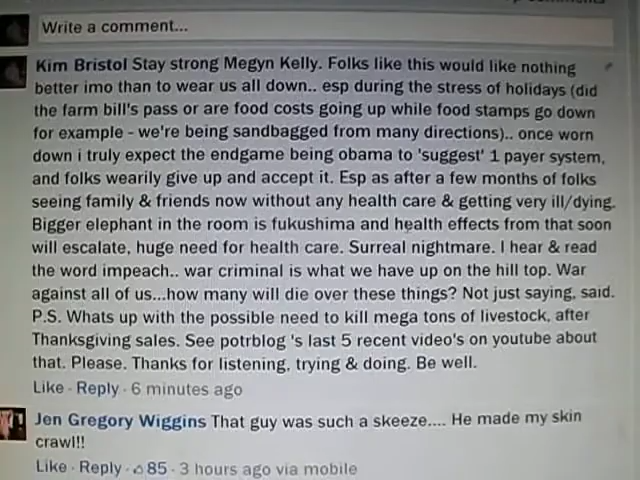 Write a comment...
Kim Bristol Stay strong Megyn Kelly. Folks like this would like nothing
better imo than to wear us all down.. esp during the stress of holidays (did
the farm bill's pass or are food costs going up while food stamps go down
for example - we're being sandbagged from many directions).. once worn
down i truly expect the endgame being obama to 'suggest' 1 payer system,
and folks wearily give up and accept it. Esp as after a few months of folks
seeing family & friends now without any health care & getting very ill/dying.
Bigger elephant in the room is fukushima and health effects from that soon
will escalate, huge need for health care. Surreal nightmare. I hear & read
the word impeach.. war criminal is what we have up on the hill top. War
against all of us...how many will die over these things? Not just saying, said.
P.S. Whats up with the possible need to kill mega tons of livestock, after
Thanksgiving sales. See potrblog 's last 5 recent video's on youtube about
that. Please. Thanks for listening, trying & doing. Be well.
Like · Reply · 6 minutes ago
Jen Gregory Wiggins That guy was such a skeeze.... He made my skin
crawl!!
Like · Reply · 85 · 3 hours ago via mobile